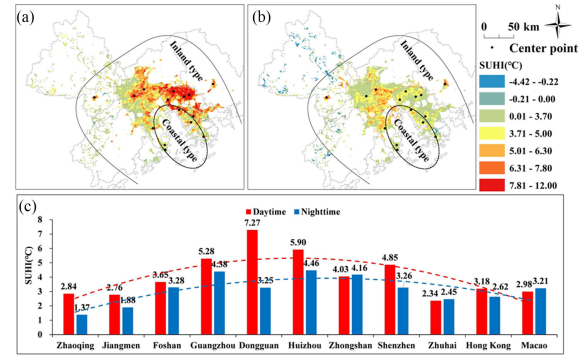 (a)
Inland type
Coastal type
(b)
Inland type
Coastal type
N
0 50 km
Center point
SUHI(℃)
-4.42 - -0.22
-0.21 - 0.00
0.01 - 3.70
3.71 - 5.00
5.01 - 6.30
6.31 - 7.80
7.81 - 12.00
(c)
Daytime Nighttime
SUHI(℃)
8
7
6
5
4
3
2
1
0
2.84 1.37 2.76 1.88 3.65 3.28 5.28 4.38 7.27 3.25 5.90 4.46 4.03 4.16 4.85 3.26 2.34 2.45 3.18 2.62 2.98 3.21
Zhaoqing Jiangmen Foshan Guangzhou Dongguan Huizhou Zhongshan Shenzhen Zhuhai Hong Kong Macao